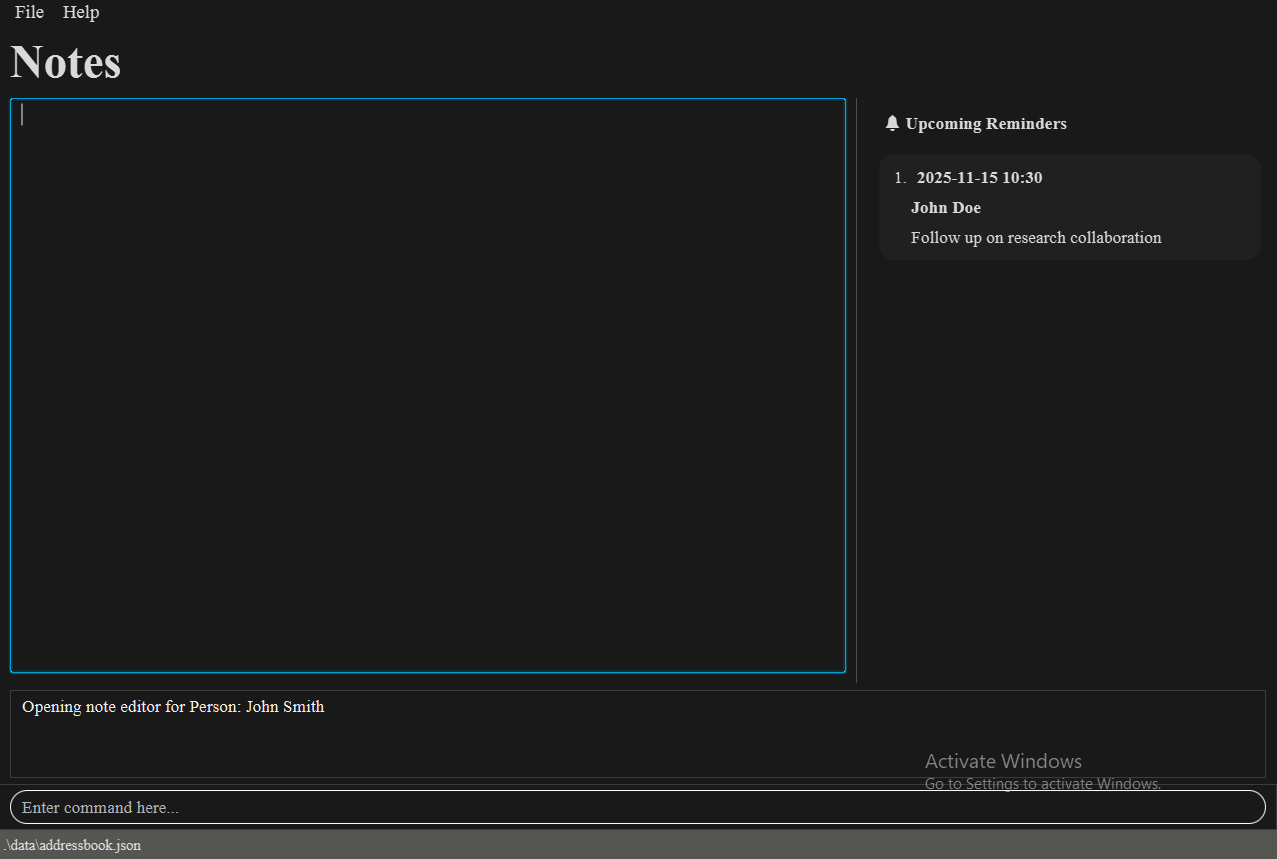 File Help
Notes
Upcoming Reminders
1. 2025-11-15 10:30
John Doe
Follow up on research collaboration
Opening note editor for Person: John Smith
Activate Windows
Go to Settings to activate Windows.
Enter command here...
.\data\addressbook.json